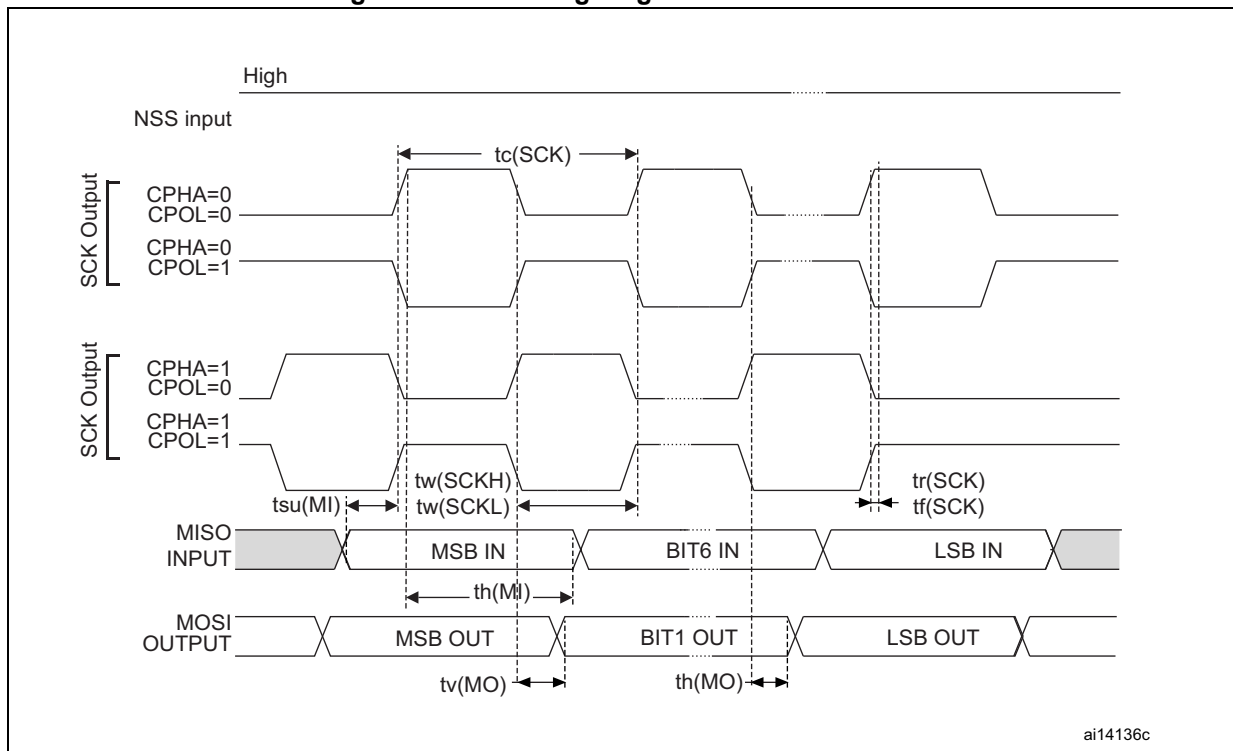 High
NSS input
tc(SCK)
SCK Output
CPHA=0
CPOL=0
CPHA=0
CPOL=1
SCK Output
CPHA=1
CPOL=0
CPHA=1
CPOL=1
tw(SCKH)
tw(SCKL)
tr(SCK)
tf(SCK)
tsu(MI)
MISO
INPUT
MSB IN
BIT6 IN
LSB IN
th(MI)
MOSI
OUTPUT
MSB OUT
BIT1 OUT
LSB OUT
tv(MO)
th(MO)
ai14136c